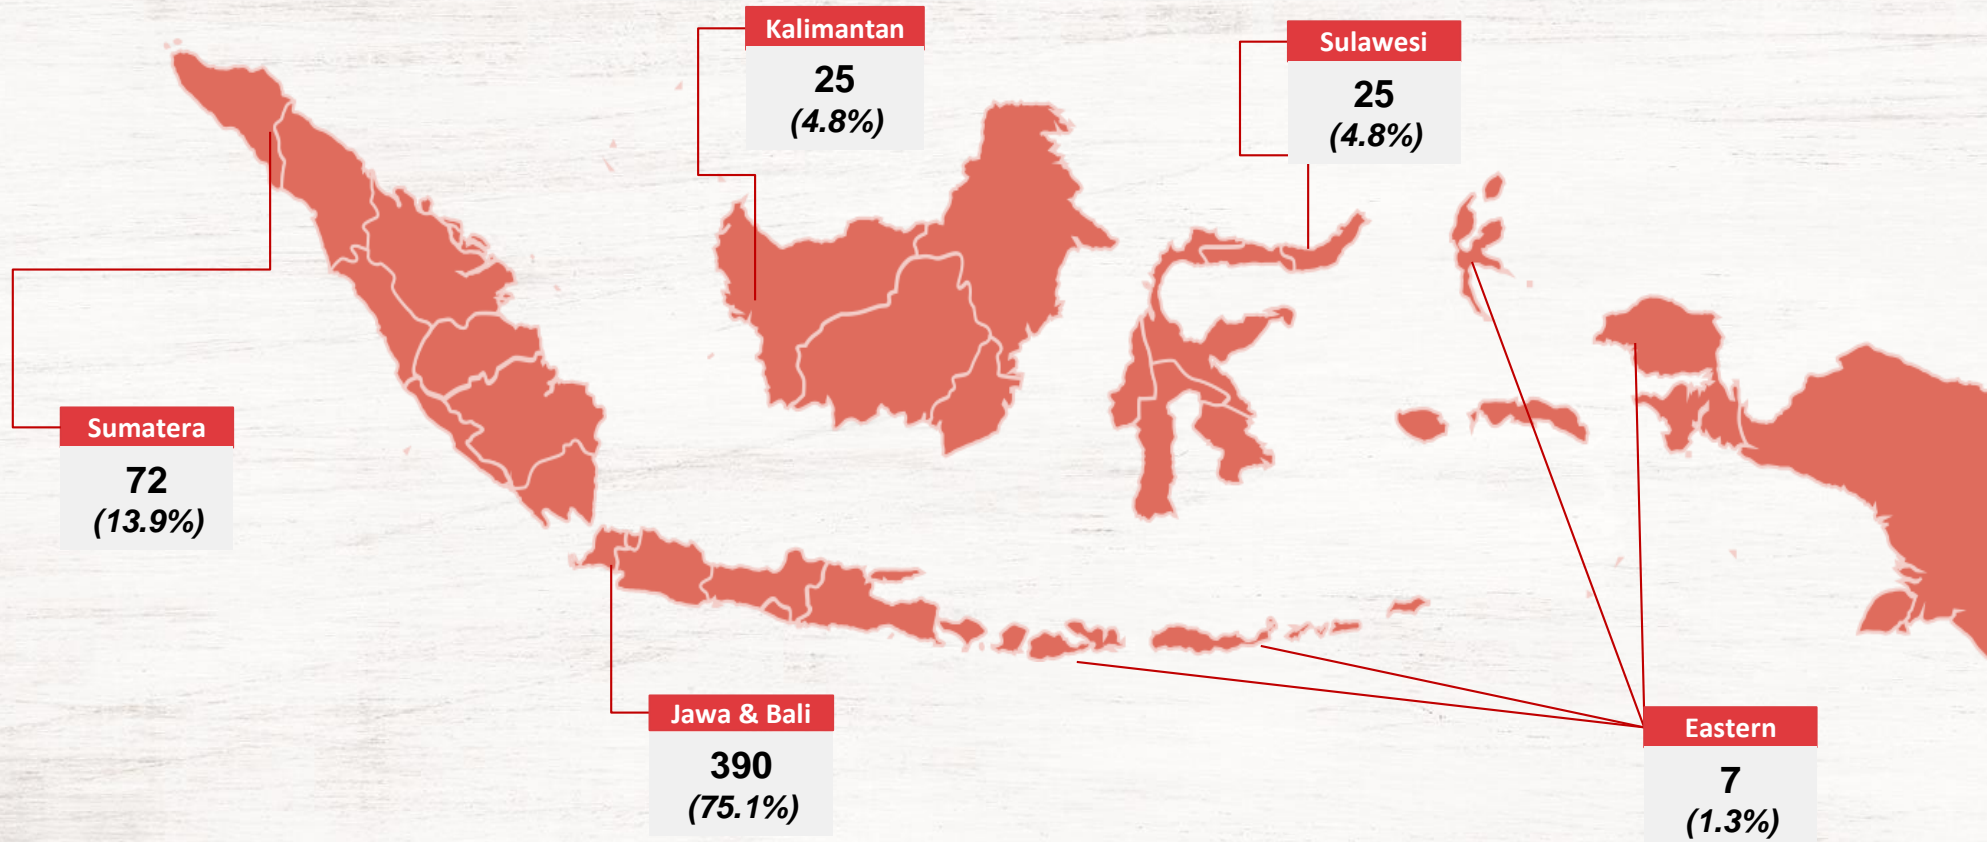 Kalimantan
25
(4.8%)
Sulawesi
25
(4.8%)
Sumatera
72
(13.9%)
Jawa & Bali
390
(75.1%)
Eastern
7
(1.3%)